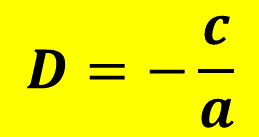 D = − c/a